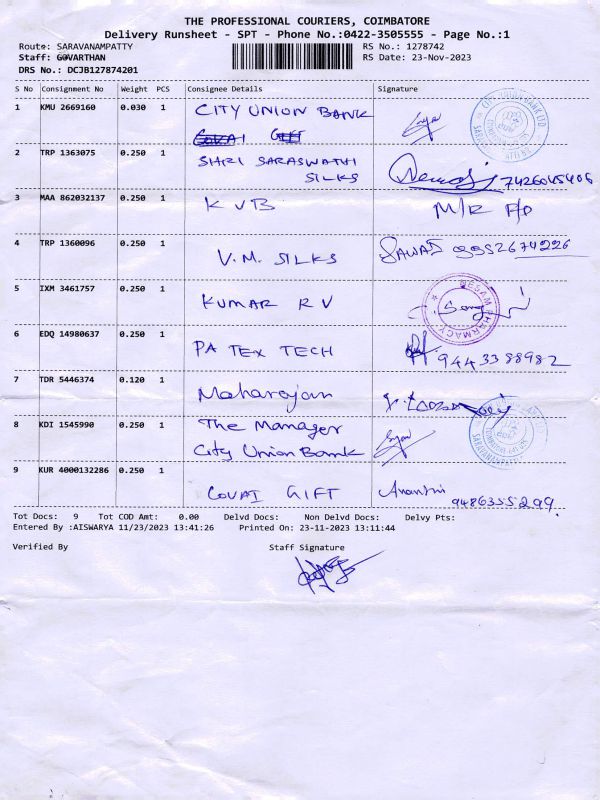 THE PROFESSIONAL COURIERS, COIMBATORE
Delivery Runsheet - SPT - Phone No.:0422-3505555 - Page No.:1
Route: SARAVANAMPATTY RS No.: 1278742
Staff: GOVARTHAN RS Date: 23-Nov-2023
DRS No.: DCJB127874201
S No Consignment No Weight PCS Consignee Details Signature
1 KMU 2669160 0.030 1 CITY UNION BANK
COVAI GIFT
2 TRP 1363075 0.250 1 SHRI SARASWATHI
SILKS 7426045406
3 MAA 862032137 0.250 1 KVB M/R P/D
4 TRP 1360096 0.250 1 V.M. SILKS 9952674226
5 IXM 3461757 0.250 1 KUMAR RV
PHARMACY
6 EDQ 14980637 0.250 1 PA TEX TECH 9443388982
7 TDR 5446374 0.120 1 Maharajan
8 KDI 1545990 0.250 1 The Manager
City Union Bank
9 KUR 4000132286 0.250 1 COVAI GIFT
9486355299.
Tot Docs: 9 Tot COD Amt: 0.00 Delvd Docs: Non Delvd Docs: Delvy Pts:
Entered By :AISWARYA 11/23/2023 13:41:26 Printed On: 23-11-2023 13:11:44
Verified By Staff Signature